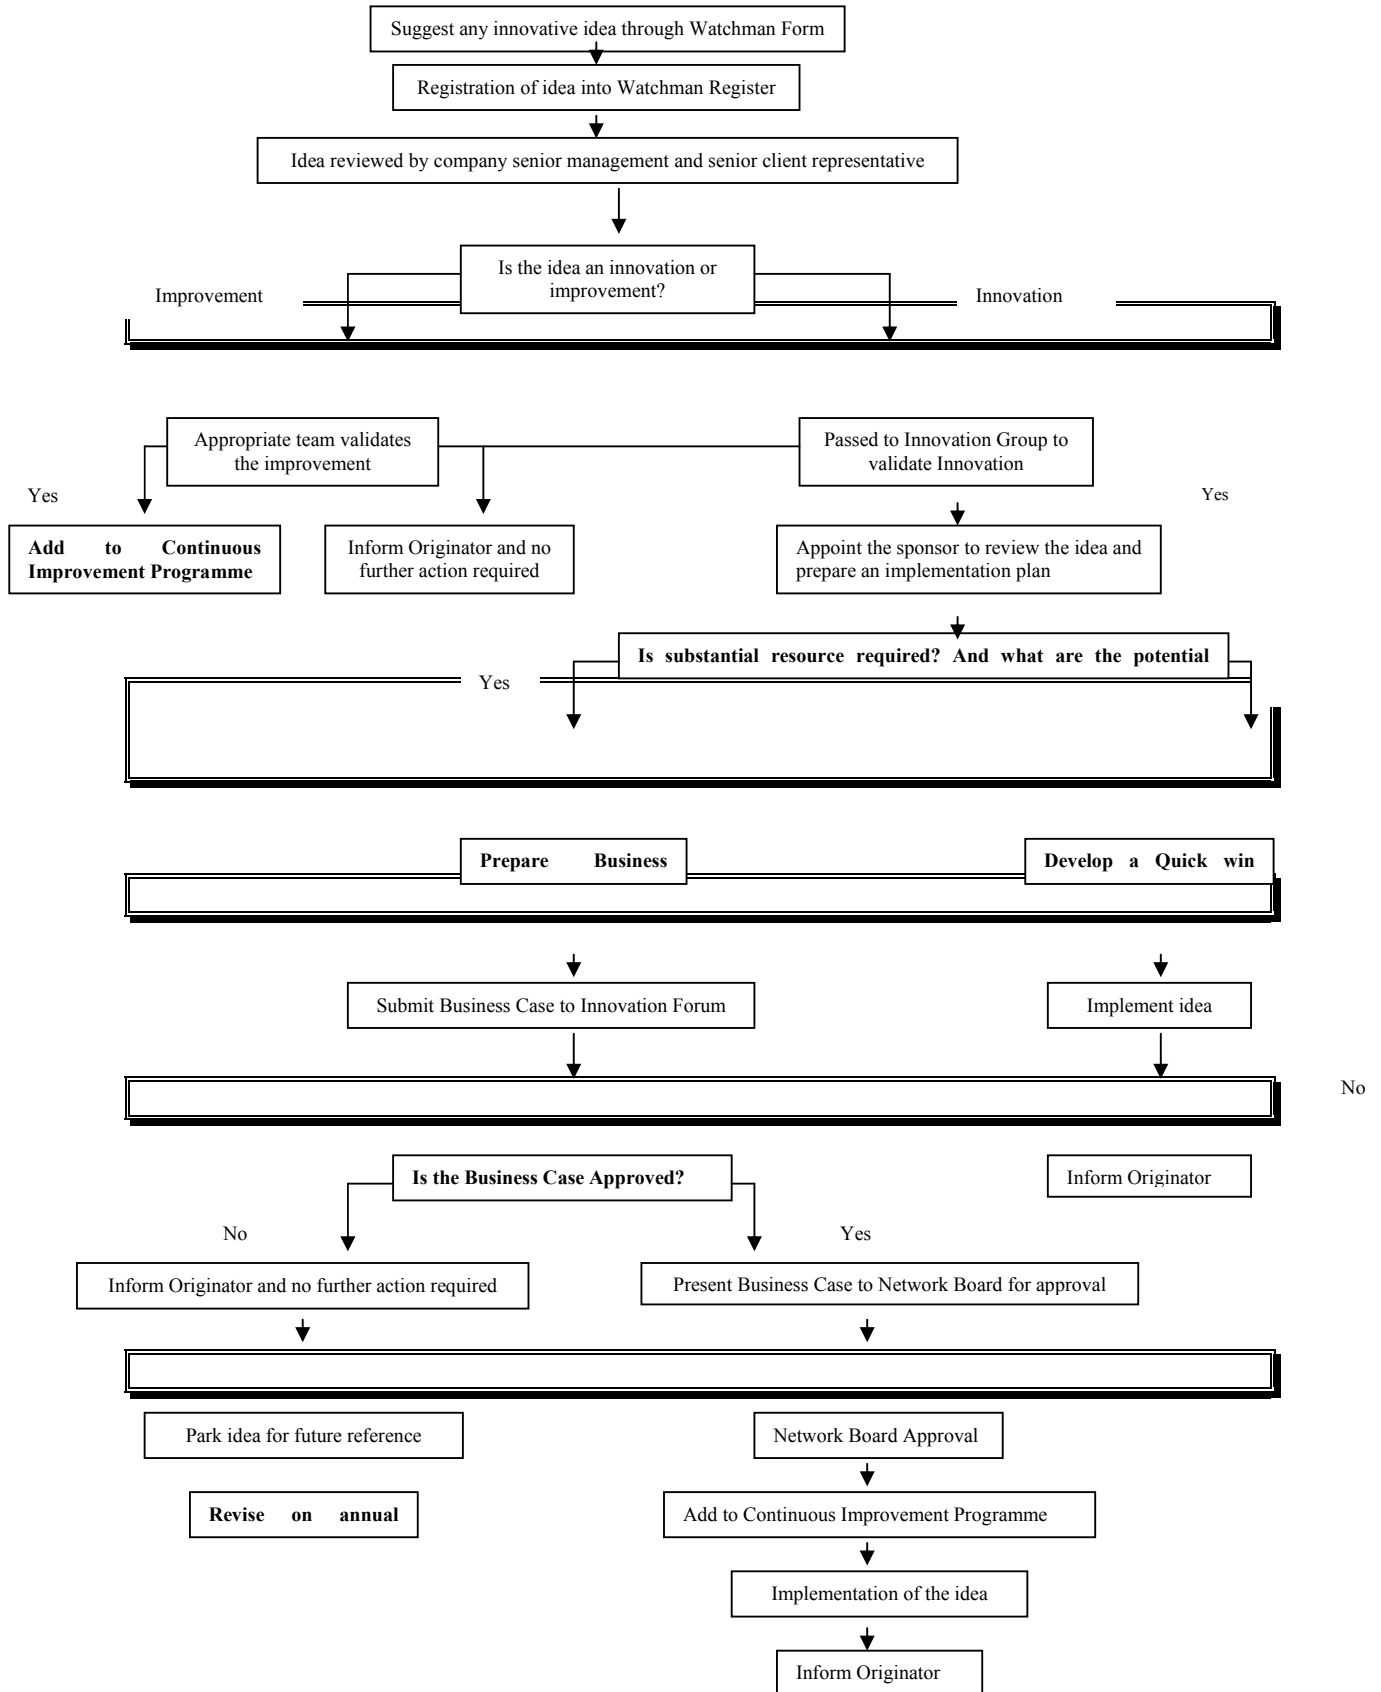 Suggest any innovative idea through Watchman Form
Registration of idea into Watchman Register
Idea reviewed by company senior management and senior client representative
Is the idea an innovation or
improvement?
Improvement
Innovation
Appropriate team validates
the improvement
Passed to Innovation Group to
validate Innovation
Yes
Yes
Add to Continuous
Improvement Programme
Inform Originator and no
further action required
Appoint the sponsor to review the idea and
prepare an implementation plan
Is substantial resource required? And what are the potential
Yes
Prepare Business
Develop a Quick win
Submit Business Case to Innovation Forum
Implement idea
No
Is the Business Case Approved?
Inform Originator
No
Yes
Inform Originator and no further action required
Present Business Case to Network Board for approval
Park idea for future reference
Network Board Approval
Revise on annual
Add to Continuous Improvement Programme
Implementation of the idea
Inform Originator